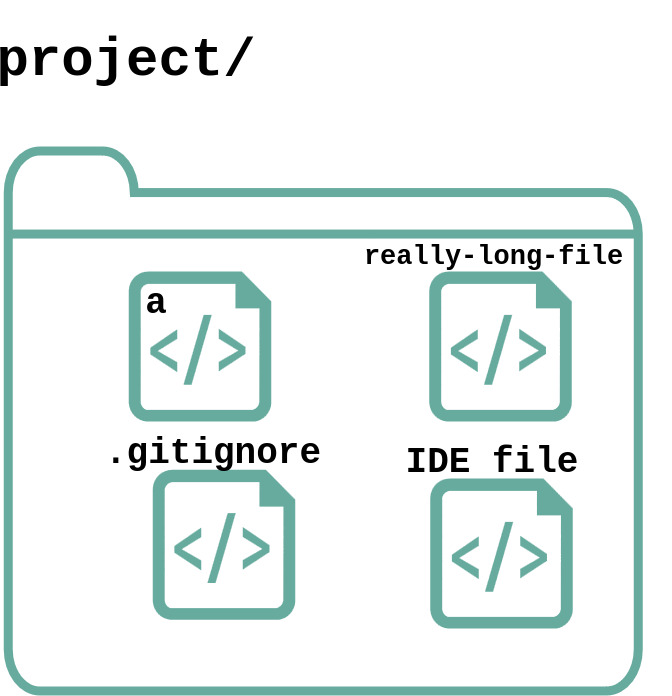 project/
really-long-file
a
</>
</>
.gitignore
IDE file
</>
</>